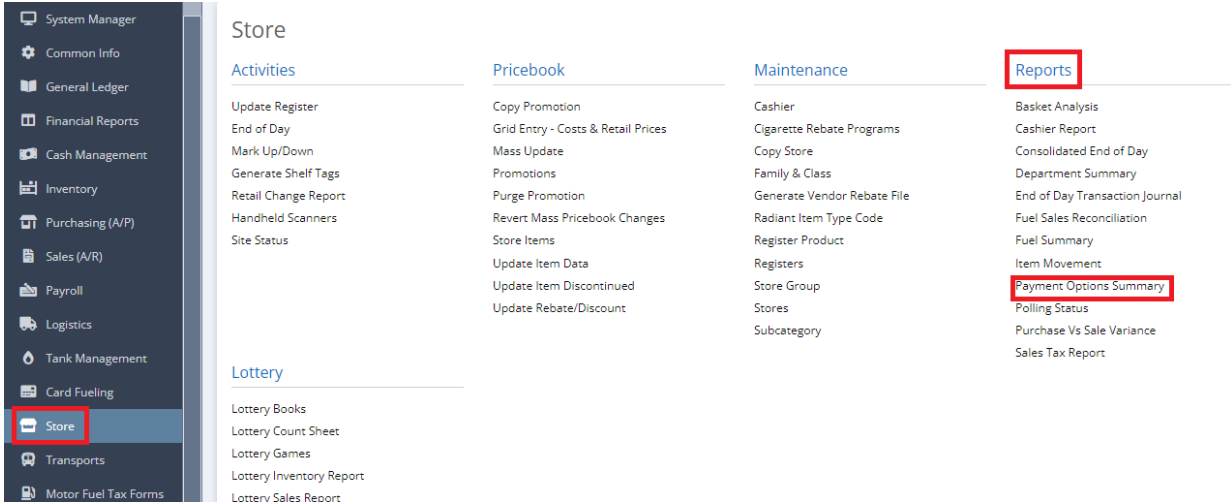 System Manager
Common Info
General Ledger
Financial Reports
Cash Management
Inventory
Purchasing (A/P)
Sales (A/R)
Payroll
Logistics
Tank Management
Card Fueling
Store
Transports
Motor Fuel Tax Forms
Store
Activities
Update Register
End of Day
Mark Up/Down
Generate Shelf Tags
Retail Change Report
Handheld Scanners
Site Status
Pricebook
Copy Promotion
Grid Entry - Costs & Retail Prices
Mass Update
Promotions
Purge Promotion
Revert Mass Pricebook Changes
Store Items
Update Item Data
Update Item Discontinued
Update Rebate/Discount
Maintenance
Cashier
Cigarette Rebate Programs
Copy Store
Family & Class
Generate Vendor Rebate File
Radiant Item Type Code
Register Product
Registers
Store Group
Stores
Subcategory
Reports
Basket Analysis
Cashier Report
Consolidated End of Day
Department Summary
End of Day Transaction Journal
Fuel Sales Reconciliation
Fuel Summary
Item Movement
Payment Options Summary
Polling Status
Purchase Vs Sale Variance
Sales Tax Report
Lottery
Lottery Books
Lottery Count Sheet
Lottery Games
Lottery Inventory Report
Lottery Sales Report